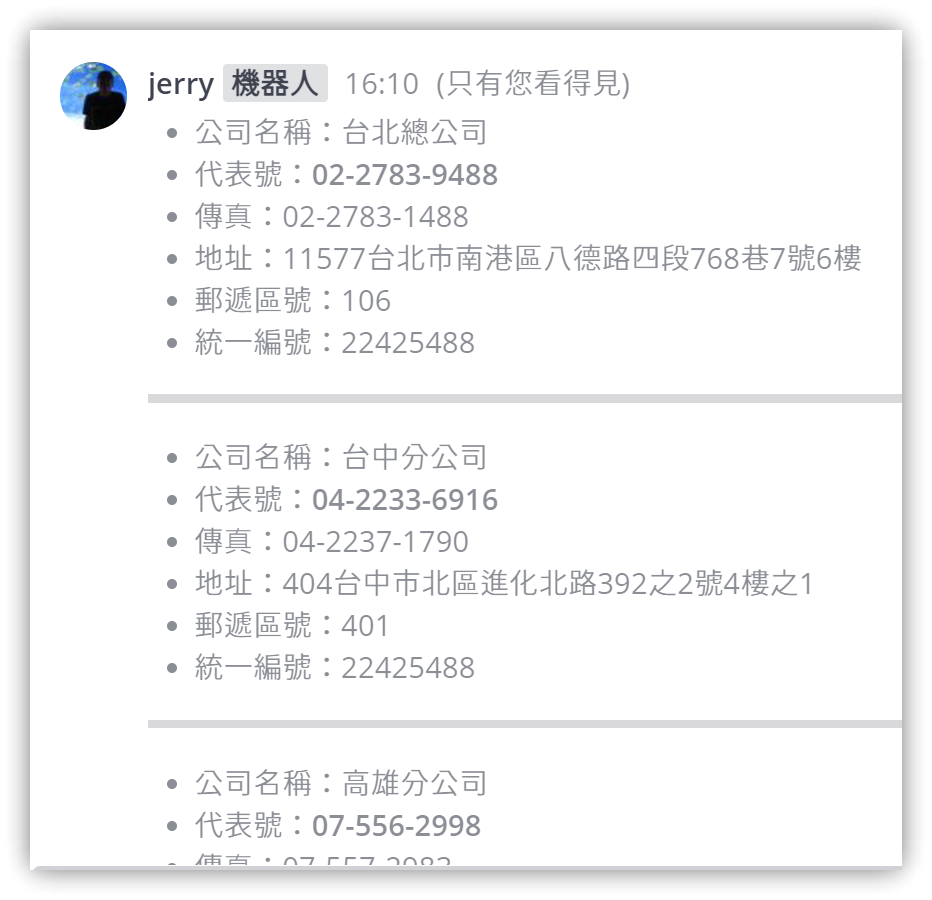 jerry 機器人 16:10 (只有您看得見)
公司名稱：台北總公司
代表號：02-2783-9488
傳真：02-2783-1488
地址：11577台北市南港區八德路四段768巷7號6樓
郵遞區號：106
統一編號：22425488
公司名稱：台中分公司
代表號：04-2233-6916
傳真：04-2237-1790
地址：404台中市北區進化北路392之2號4樓之1
郵遞區號：401
統一編號：22425488
公司名稱：高雄分公司
代表號：07-556-2998
傳真：07-557-2983